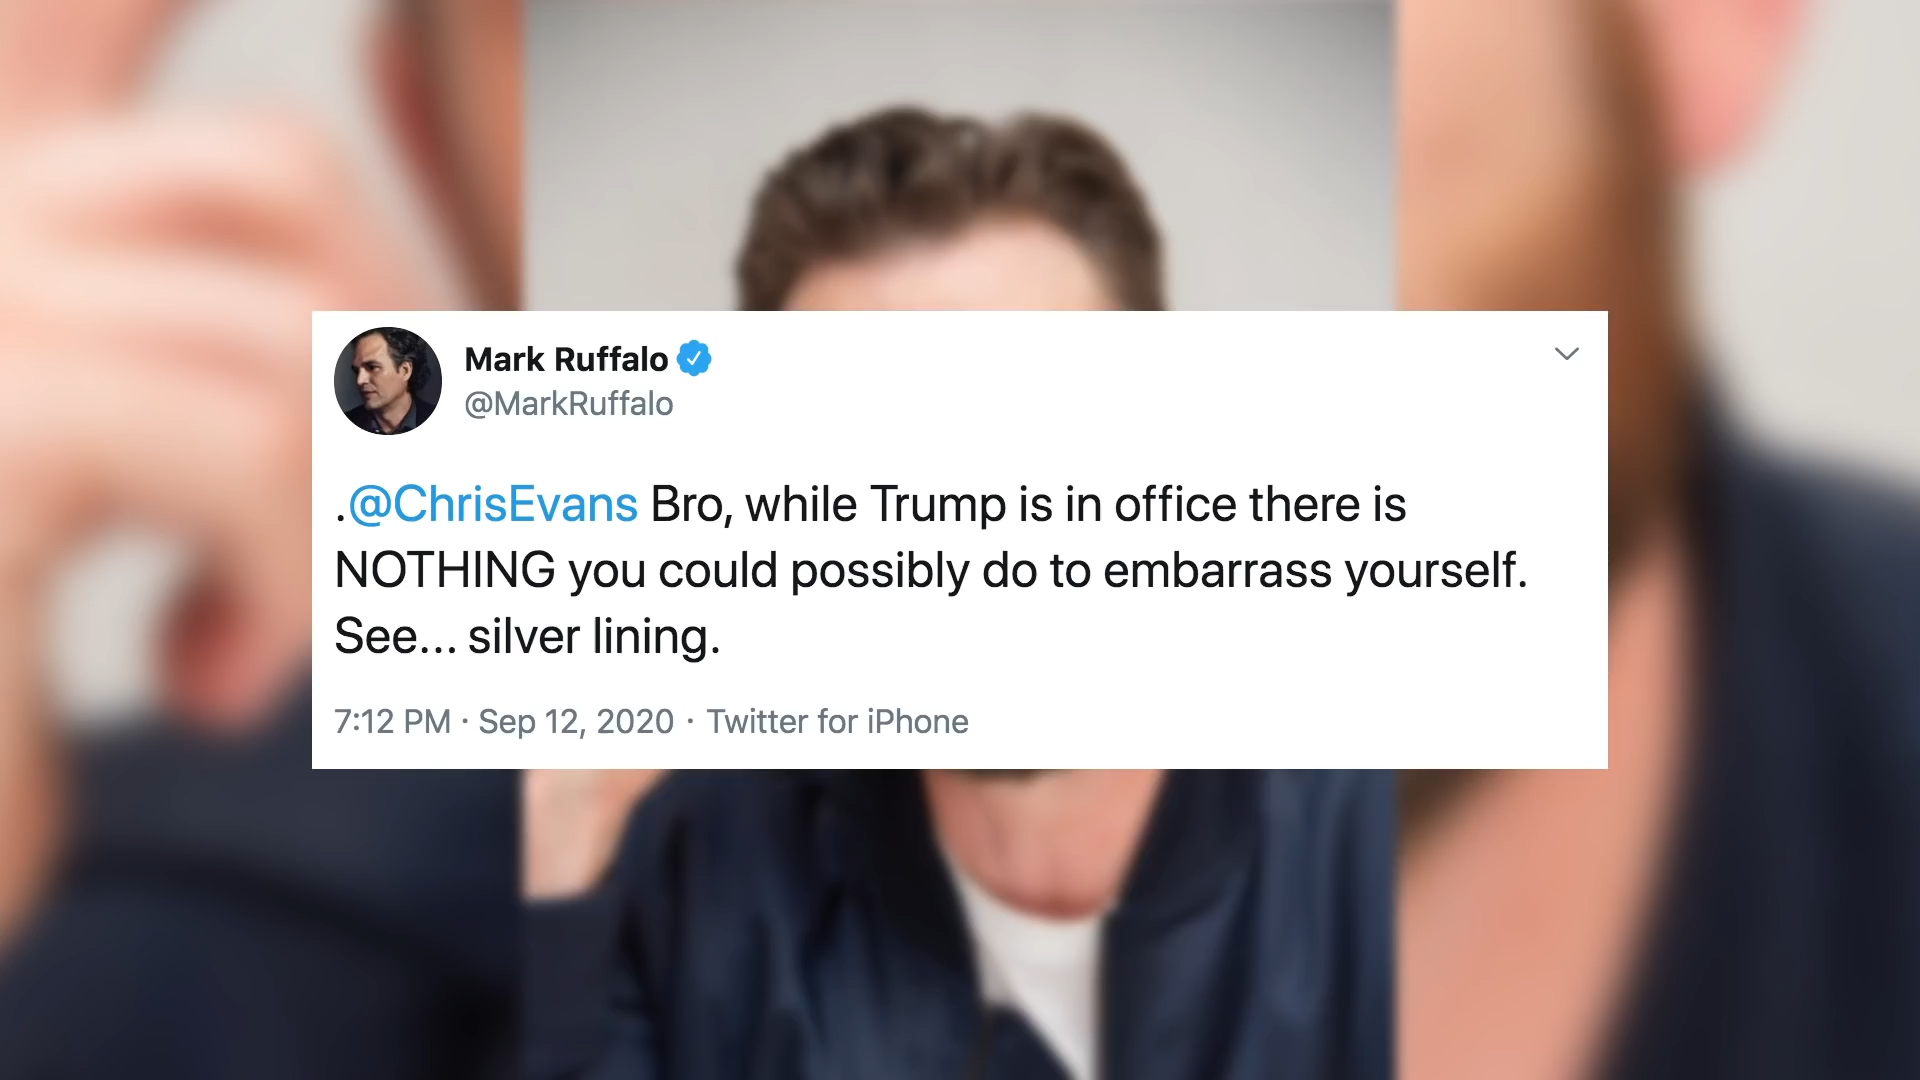 Mark Ruffalo
@MarkRuffalo
.@ChrisEvans Bro, while Trump is in office there is
NOTHING you could possibly do to embarrass yourself.
See... silver lining.
7:12 PM · Sep 12, 2020 · Twitter for iPhone